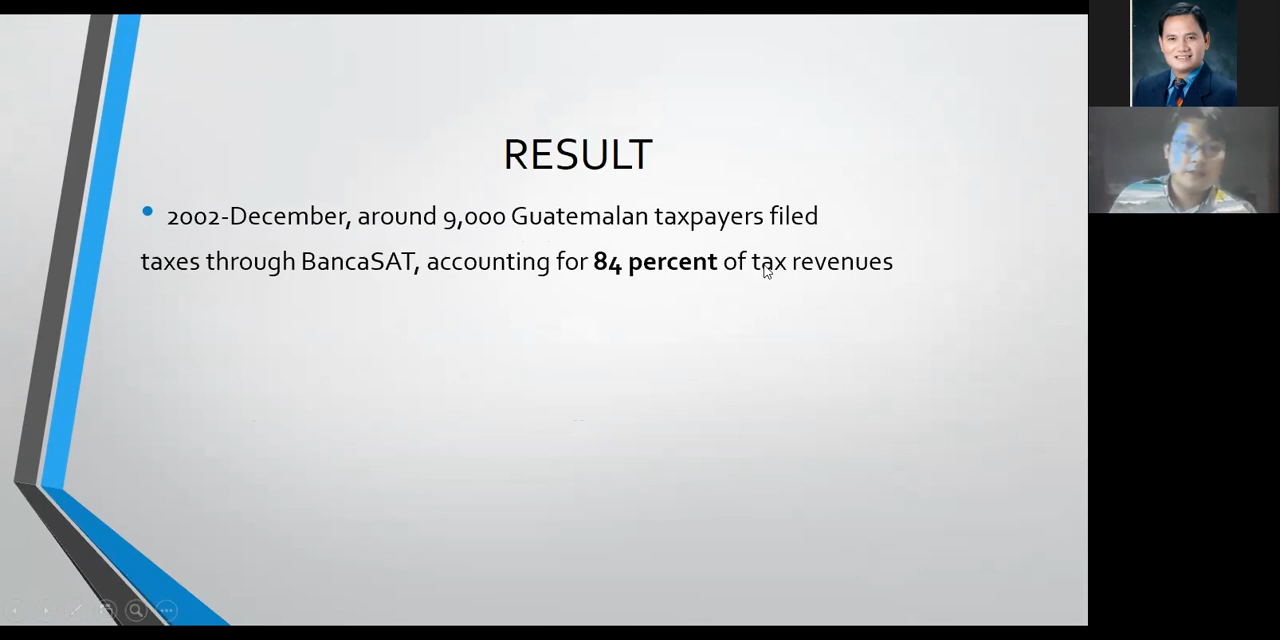 RESULT
• 2002-December, around 9,000 Guatemalan taxpayers filed
taxes through BancaSAT, accounting for 84 percent of tax revenues